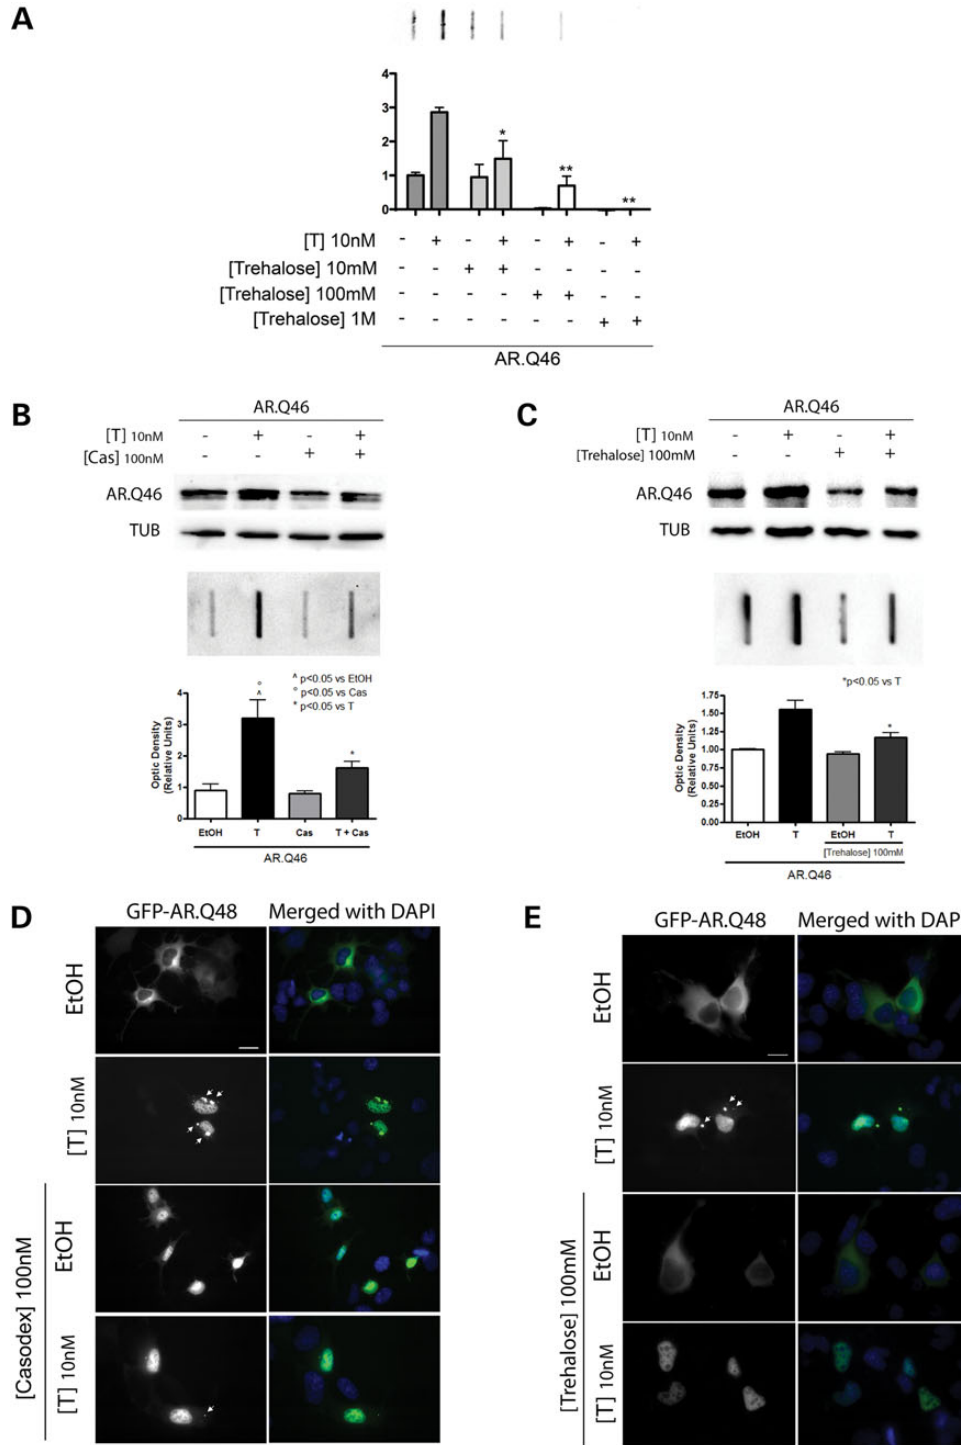 A
4
3
2
1
0
*
**
**
[T] 10nM - + - + - + - +
[Trehalose] 10mM - - + + - - - -
[Trehalose] 100mM - - - - + + - -
[Trehalose] 1M - - - - - - + +
AR.Q46
B
AR.Q46
[T] 10nM - + - +
[Cas] 100nM - - + +
AR.Q46
TUB
^ p<0.05 vs EtOH
° p<0.05 vs Cas
* p<0.05 vs T
Optic Density
(Relative Units)
4
3
2
1
0
°
^
*
EtOH T Cas T + Cas
AR.Q46
C
AR.Q46
[T] 10nM - + - +
[Trehalose] 100mM - - + +
AR.Q46
TUB
*p<0.05 vs T
Optic Density
(Relative Units)
1.75
1.50
1.25
1.00
0.75
0.50
0.25
0.00
*
EtOH T EtOH T
[Trehalose] 100mM
AR.Q46
D
GFP-AR.Q48 Merged with DAPI
EtOH
[T] 10nM
[Casodex] 100nM
EtOH
[T] 10nM
E
GFP-AR.Q48 Merged with DAP
EtOH
[T] 10nM
[Trehalose] 100mM
EtOH
[T] 10nM